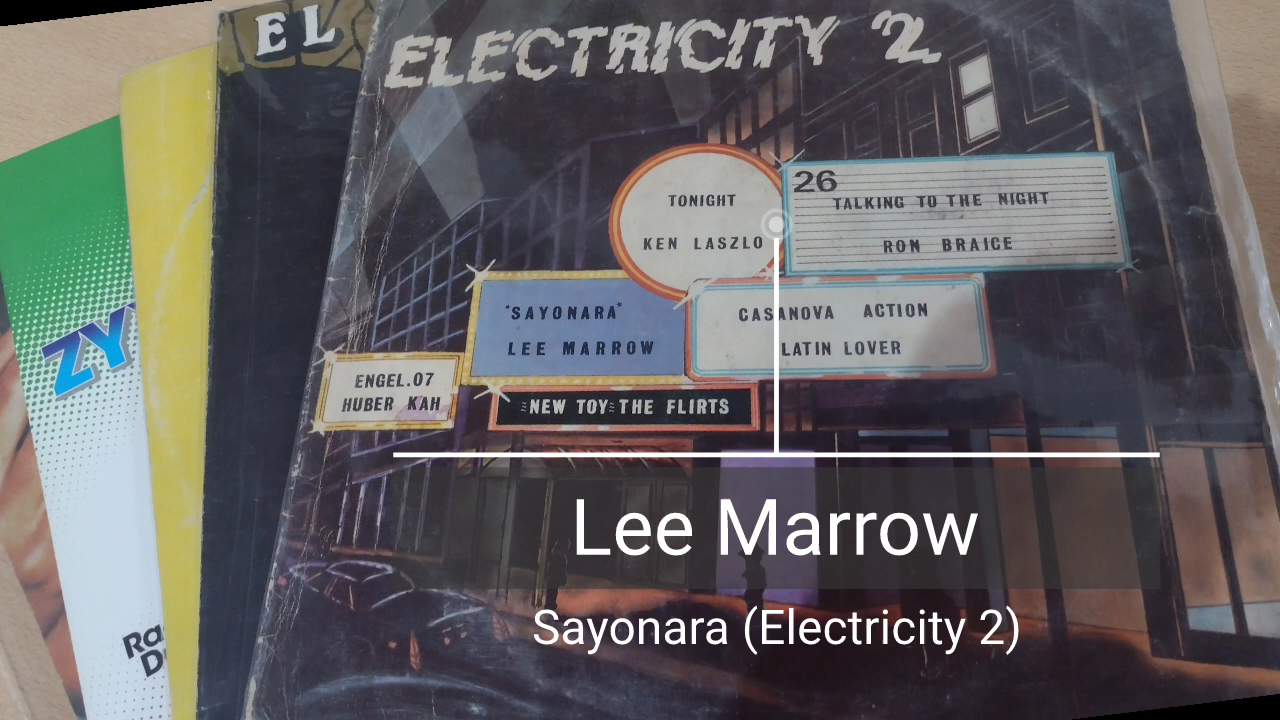 EL
ELECTRICITY 2
TONIGHT
KEN LASZLO
26
TALKING TO THE NIGHT
RON BRAICE
"SAYONARA"
LEE MARROW
CASANOVA ACTION
LATIN LOVER
ENGEL.07
HUBER KAH
NEW TOY THE FLIRTS
ZY
Lee Marrow
Sayonara (Electricity 2)